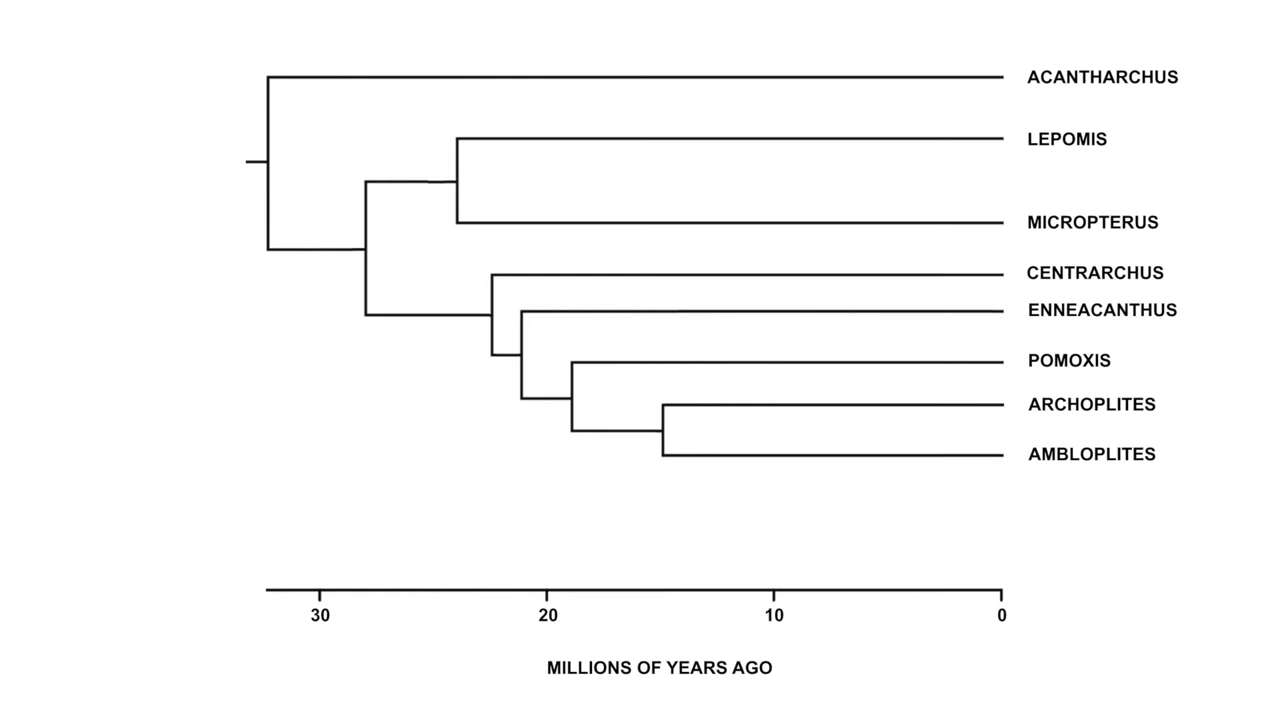 ACANTHARCHUS
LEPOMIS
MICROPTERUS
CENTRARCHUS
ENNEACANTHUS
POMOXIS
ARCHOPLITES
AMBLOPLITES
30 20 10 0
MILLIONS OF YEARS AGO